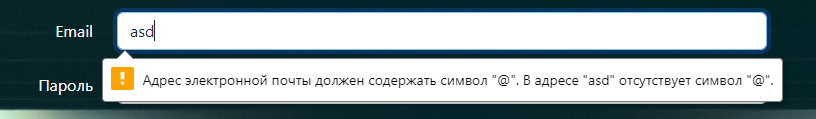 Email
asd
Адрес электронной почты должен содержать символ "@". В адресе "asd" отсутствует символ "@".
Пароль